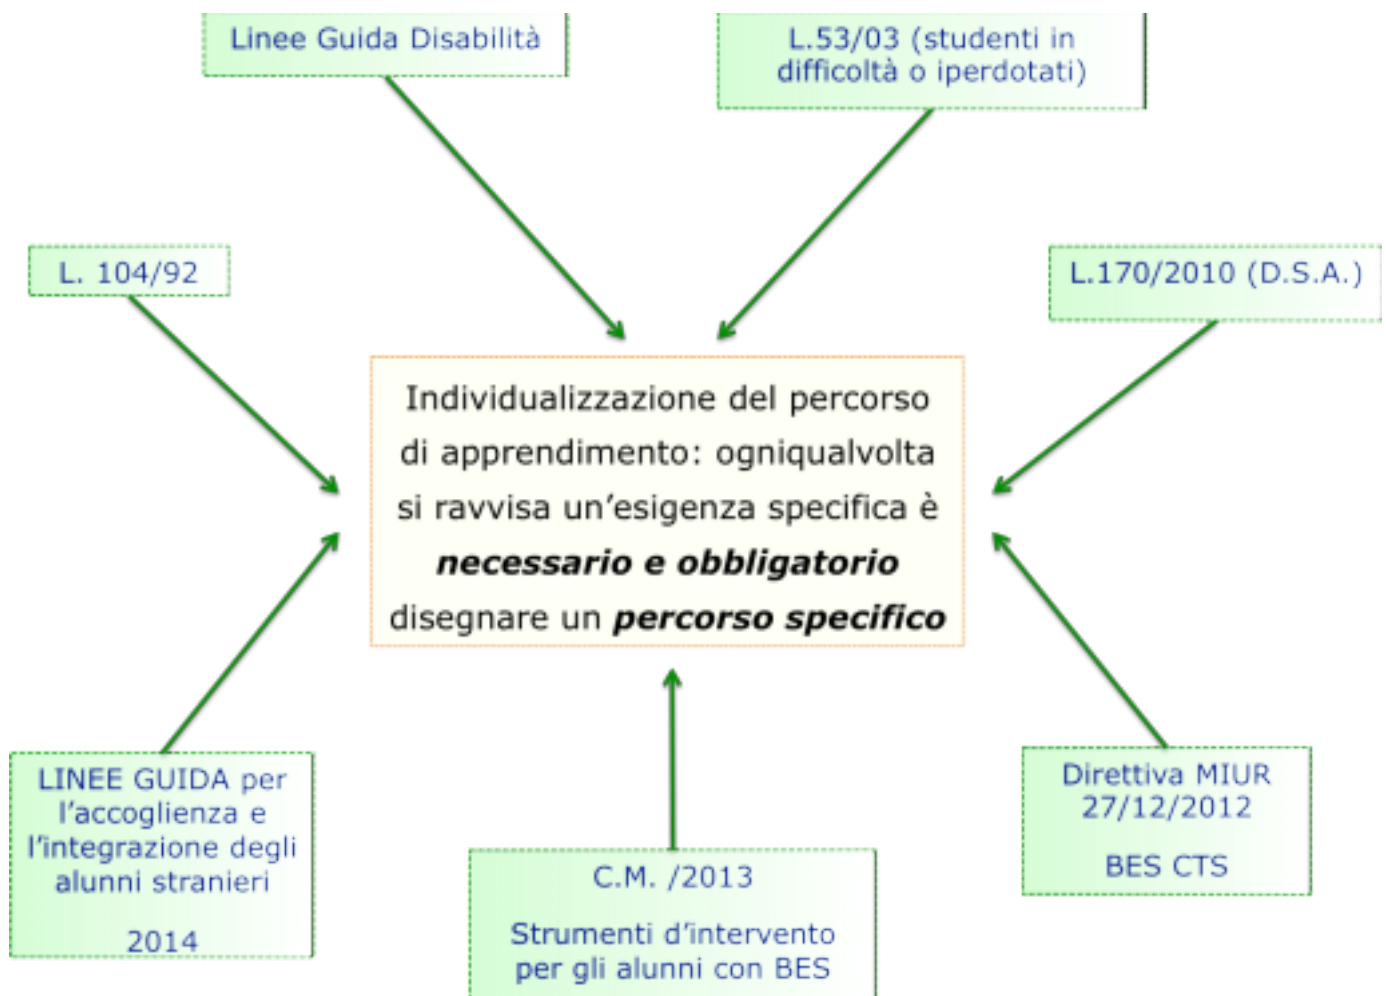 Linee Guida Disabilità
L.53/03 (studenti in
difficoltà o iperdotati)
L. 104/92
L.170/2010 (D.S.A.)
Individualizzazione del percorso
di apprendimento: ogniqualvolta
si ravvisa un’esigenza specifica è
necessario e obbligatorio
disegnare un percorso specifico
LINEE GUIDA per
l’accoglienza e
l’integrazione degli
alunni stranieri
2014
C.M. /2013
Strumenti d’intervento
per gli alunni con BES
Direttiva MIUR
27/12/2012
BES CTS